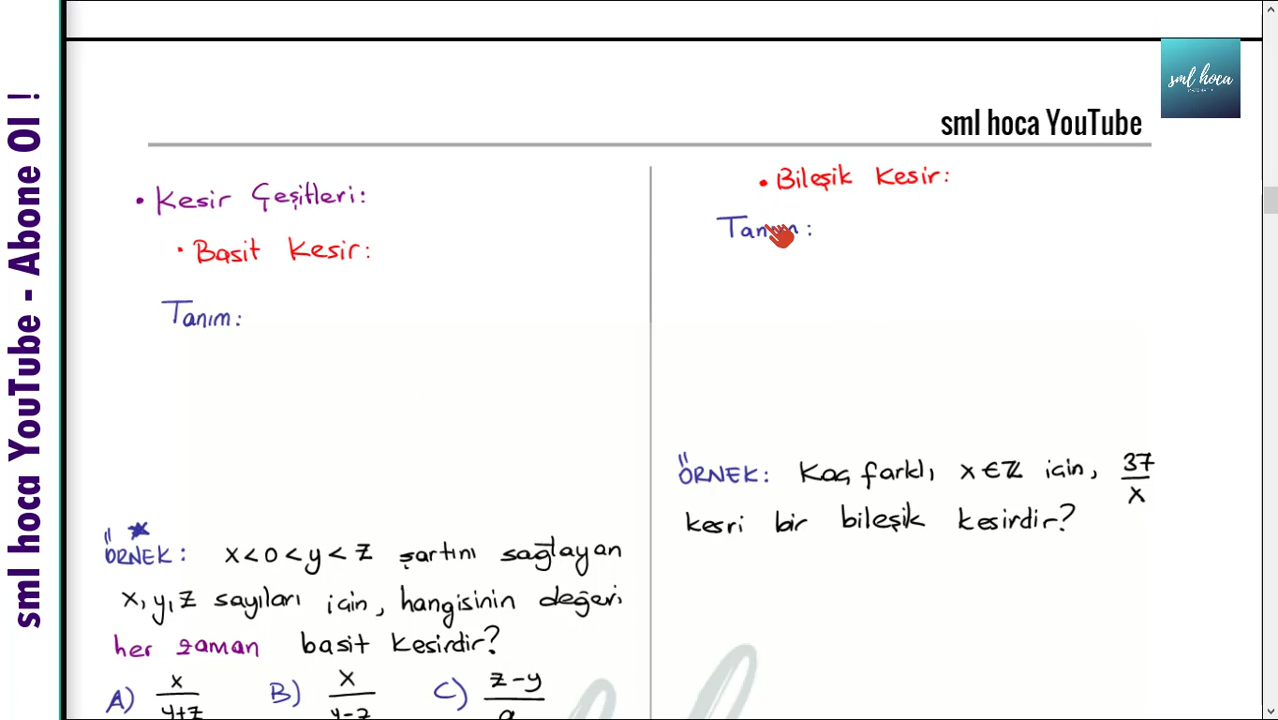 sml hoca YouTube - Abone Ol !
sml hoca
sml hoca YouTube
• Kesir Çeşitleri:
• Basit Kesir:
Tanım:
ÖRNEK: x < 0 < y < z şartını sağlayan
x, y, z sayıları için, hangisinin değeri
her zaman basit kesirdir?
A) x/y+z B) x/y-z C) z-y/
• Bileşik Kesir:
Tanım:
ÖRNEK: Kaç farklı x∈Z için, 37/x
kesri bir bileşik kesirdir?